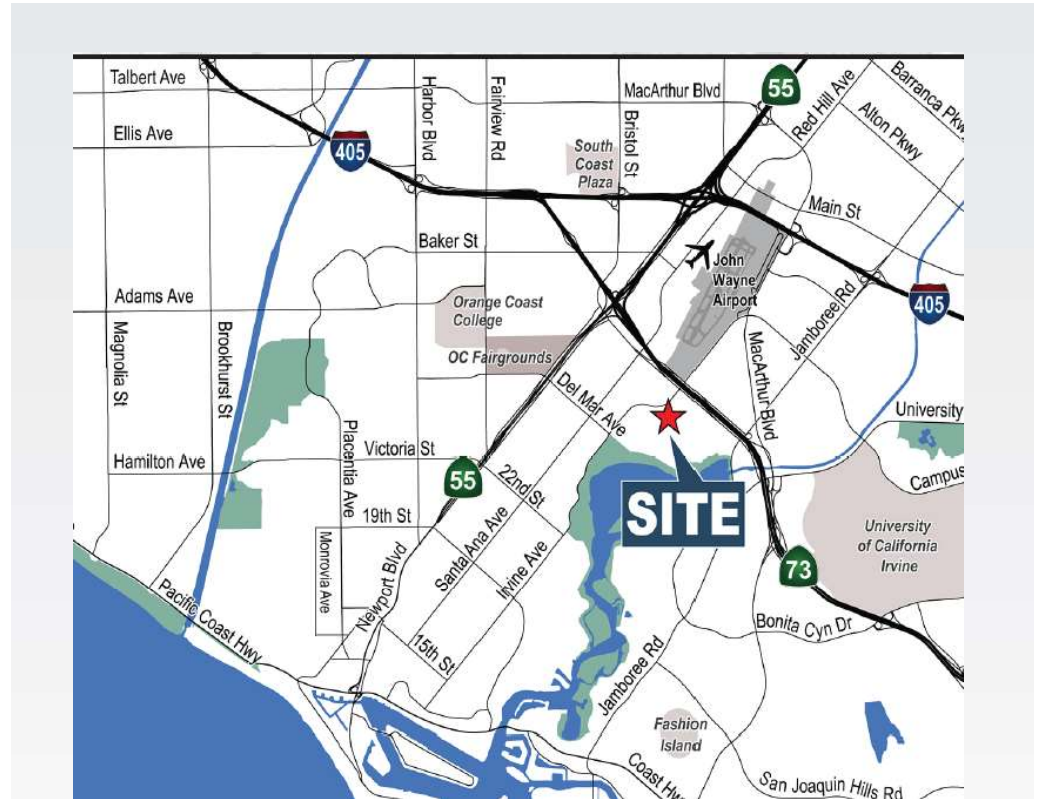 Talbert Ave
Ellis Ave
405
Harbor Blvd
Fairview Rd
MacArthur Blvd
Bristol St
55
Red Hill Ave
Barranca Pkw
Alton Pkwy
South
Coast
Plaza
Main St
Baker St
John
Wayne
Airport
405
Adams Ave
Orange Coast
College
OC Fairgrounds
Magnolia St
Brookhurst St
Jamboree Rd
MacArthur Blvd
Del Mar Ave
University
Placentia Ave
Victoria St
Hamilton Ave
55
22nd St
Campus
SITE
19th St
Santa Ana Ave
Irvine Ave
University
of California
Irvine
Monrovia Ave
Newport Blvd
73
Pacific Coast Hwy
Bonita Cyn Dr
15th St
Jamboree Rd
Fashion
Island
Coast Hw
San Joaquin Hills Rd